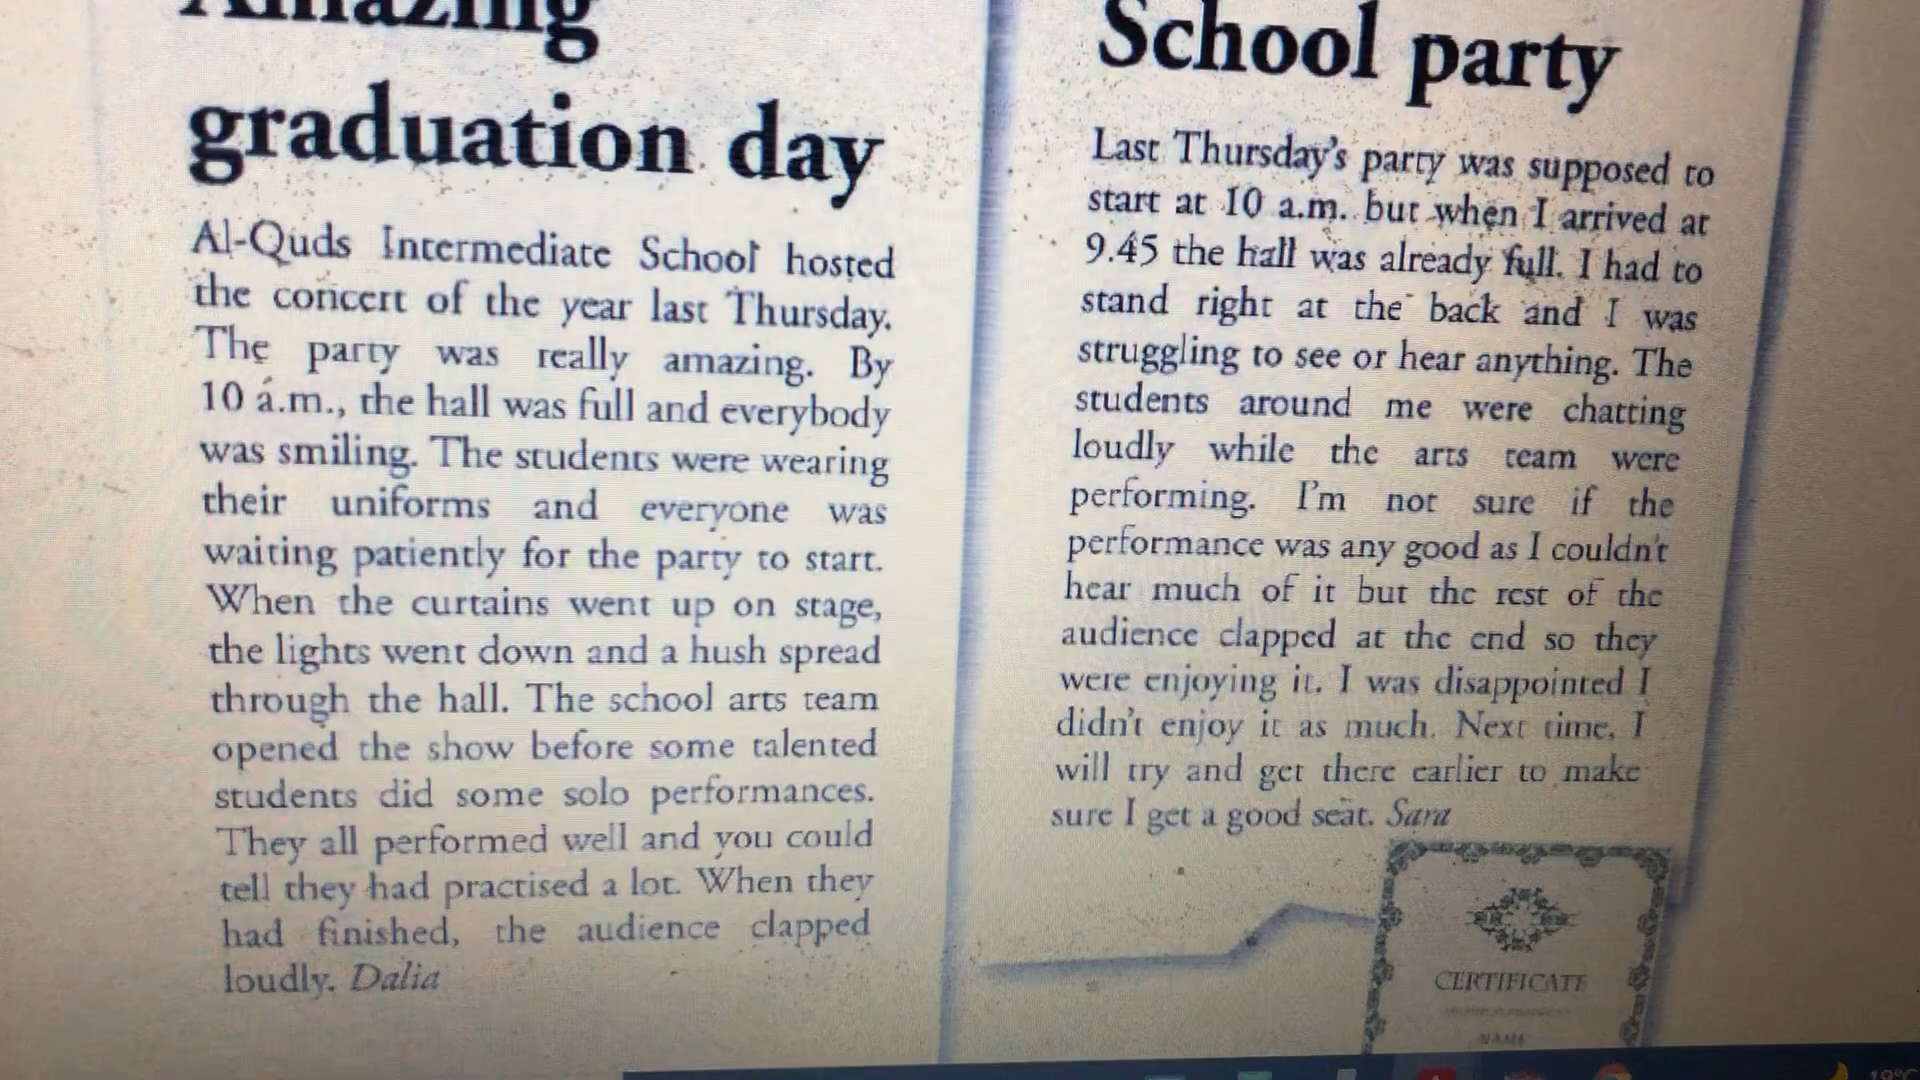 Amazing
graduation day
Al-Quds Intermediate School hosted
the concert of the year last Thursday.
The party was really amazing. By
10 a.m., the hall was full and everybody
was smiling. The students were wearing
their uniforms and everyone was
waiting patiently for the party to start.
When the curtains went up on stage,
the lights went down and a hush spread
through the hall. The school arts team
opened the show before some talented
students did some solo performances.
They all performed well and you could
tell they had practised a lot. When they
had finished, the audience clapped
loudly. Dalia
School party
Last Thursday's party was supposed to
start at 10 a.m. but when I arrived at
9.45 the hall was already full. I had to
stand right at the back and I was
struggling to see or hear anything. The
students around me were chatting
loudly while the arts team were
performing. I'm not sure if the
performance was any good as I couldn't
hear much of it but the rest of the
audience clapped at the end so they
were enjoying it. I was disappointed I
didn't enjoy it as much. Next time, I
will try and get there earlier to make
sure I get a good seat. Sara
CERTIFICATE
NAME
19°C